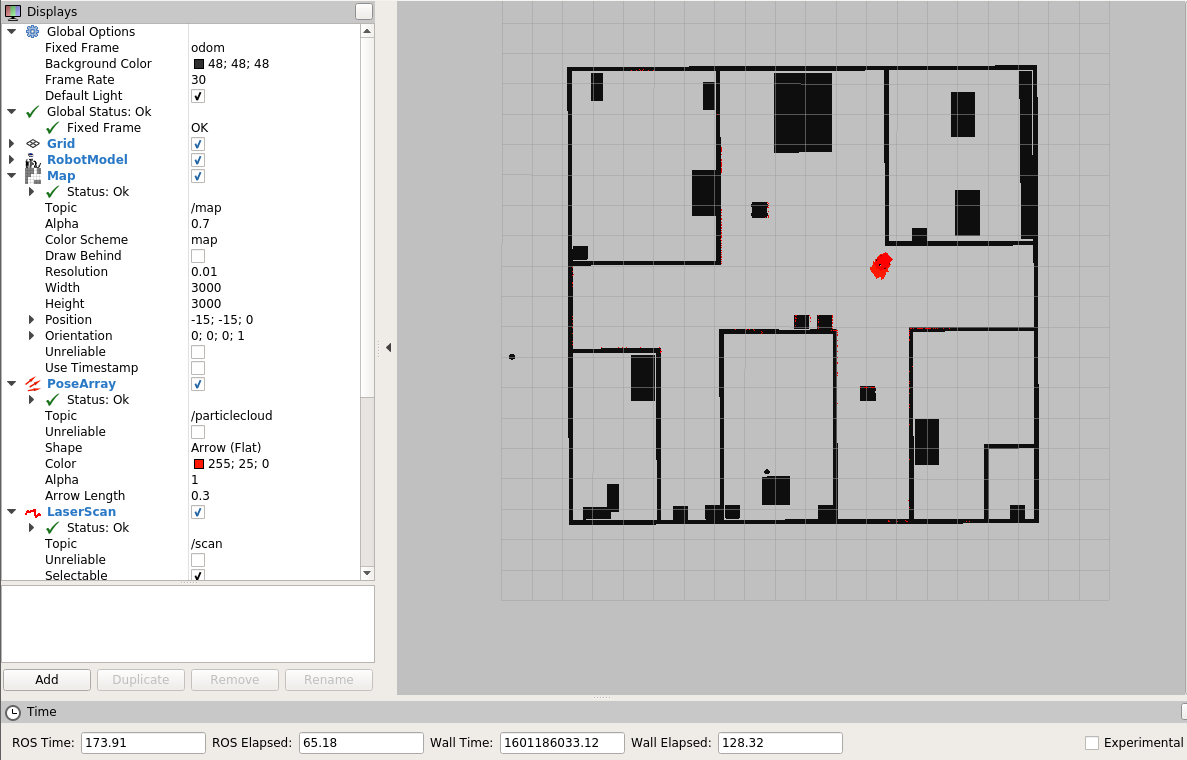 Displays
Global Options
Fixed Frame odom
Background Color 48; 48; 48
Frame Rate 30
Default Light
Global Status: Ok
Fixed Frame OK
Grid
RobotModel
Map
Status: Ok
Topic /map
Alpha 0.7
Color Scheme map
Draw Behind
Resolution 0.01
Width 3000
Height 3000
Position -15; -15; 0
Orientation 0; 0; 0; 1
Unreliable
Use Timestamp
PoseArray
Status: Ok
Topic /particlecloud
Unreliable
Shape Arrow (Flat)
Color 255; 25; 0
Alpha 1
Arrow Length 0.3
LaserScan
Status: Ok
Topic /scan
Unreliable
Selectable
Add Duplicate Remove Rename
Time
ROS Time: 173.91 ROS Elapsed: 65.18 Wall Time: 1601186033.12 Wall Elapsed: 128.32 Experimental